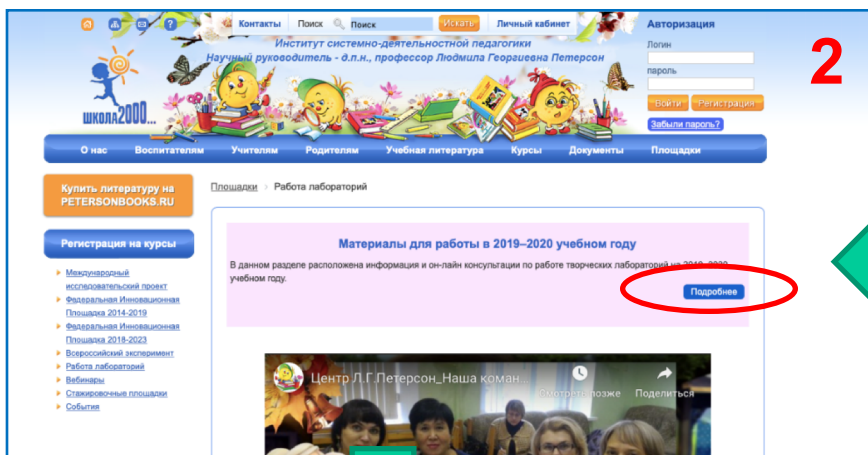 Контакты Поиск Поиск Искать Личный кабинет
Институт системно-деятельностной педагогики
Научный руководитель - д.п.н., профессор Людмила Георгиевна Петерсон
школа2000...
Авторизация
Логин
пароль
Войти Регистрация
Забыли пароль?
2
О нас Воспитателям Учителям Родителям Учебная литература Курсы Документы Площадки
Купить литературу на
PETERSONBOOKS.RU
Регистрация на курсы
Международный
исследовательский проект
Федеральная Инновационная
Площадка 2014-2019
Федеральная Инновационная
Площадка 2018-2023
Всероссийский эксперимент
Работа лабораторий
Вебинары
Стажировочные площадки
События
Площадки > Работа лабораторий
Материалы для работы в 2019–2020 учебном году
В данном разделе расположена информация и он-лайн консультации по работе творческих лабораторий на 2019–2020
учебном году.
Подробнее
Центр Л.Г.Петерсон_Наша коман...
Смотреть позже Поделиться